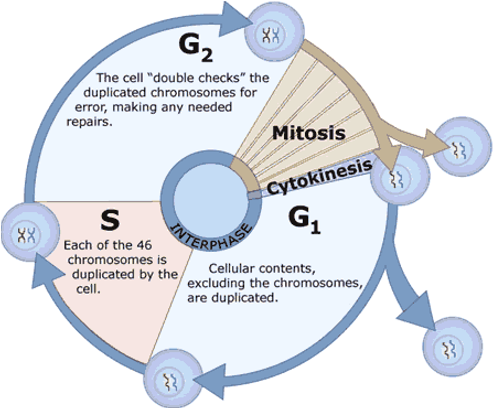 G2
The cell “double checks” the
duplicated chromosomes for
error, making any needed
repairs.
Mitosis
Cytokinesis
S
Each of the 46
chromosomes is
duplicated by the
cell.
INTERPHASE
G1
Cellular contents,
excluding the chromosomes,
are duplicated.